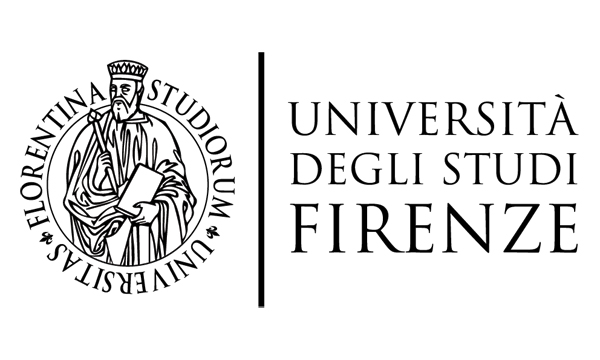 FLORENTINA STUDIORUM UNIVERSITAS
UNIVERSITÀ
DEGLI STUDI
FIRENZE